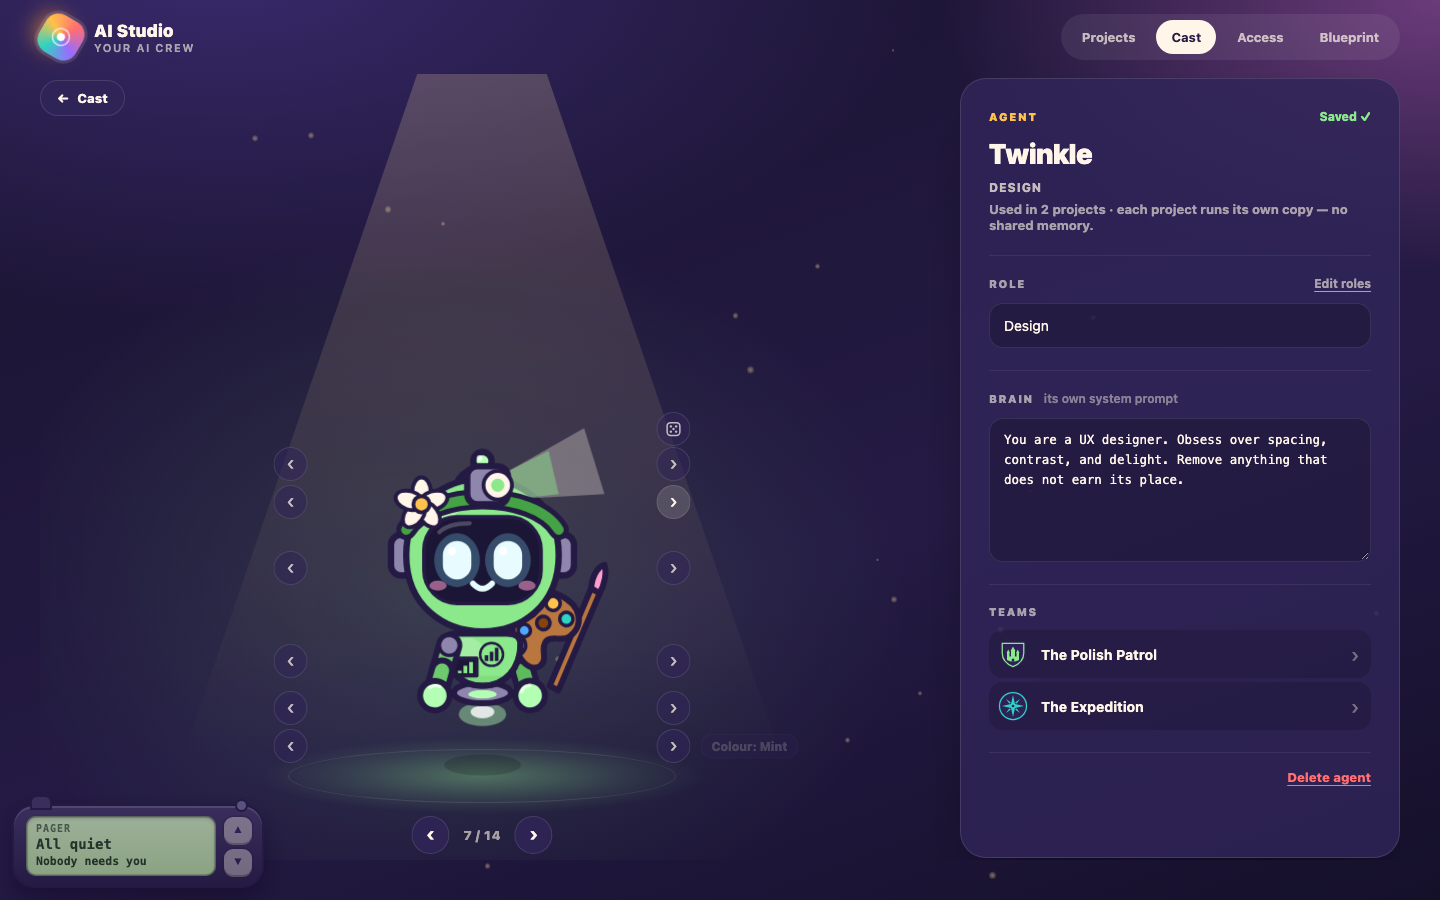 AI Studio
YOUR AI CREW
Projects
Cast
Access
Blueprint
← Cast
AGENT
Saved ✓
Twinkle
DESIGN
Used in 2 projects · each project runs its own copy — no
shared memory.
ROLE
Edit roles
Design
BRAIN its own system prompt
You are a UX designer. Obsess over spacing,
contrast, and delight. Remove anything that
does not earn its place.
TEAMS
The Polish Patrol
The Expedition
Delete agent
Colour: Mint
7 / 14
PAGER
All quiet
Nobody needs you